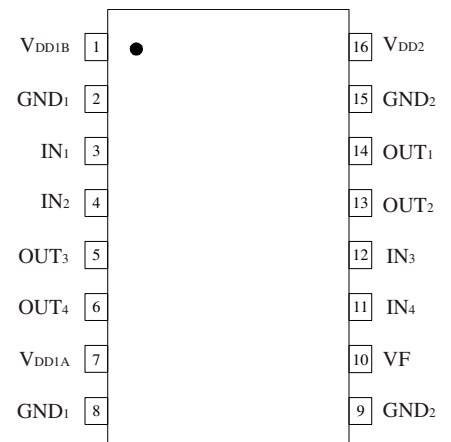 VDD1B 1 16 VDD2
GND1 2 15 GND2
IN1 3 14 OUT1
IN2 4 13 OUT2
OUT3 5 12 IN3
OUT4 6 11 IN4
VDD1A 7 10 VF
GND1 8 9 GND2